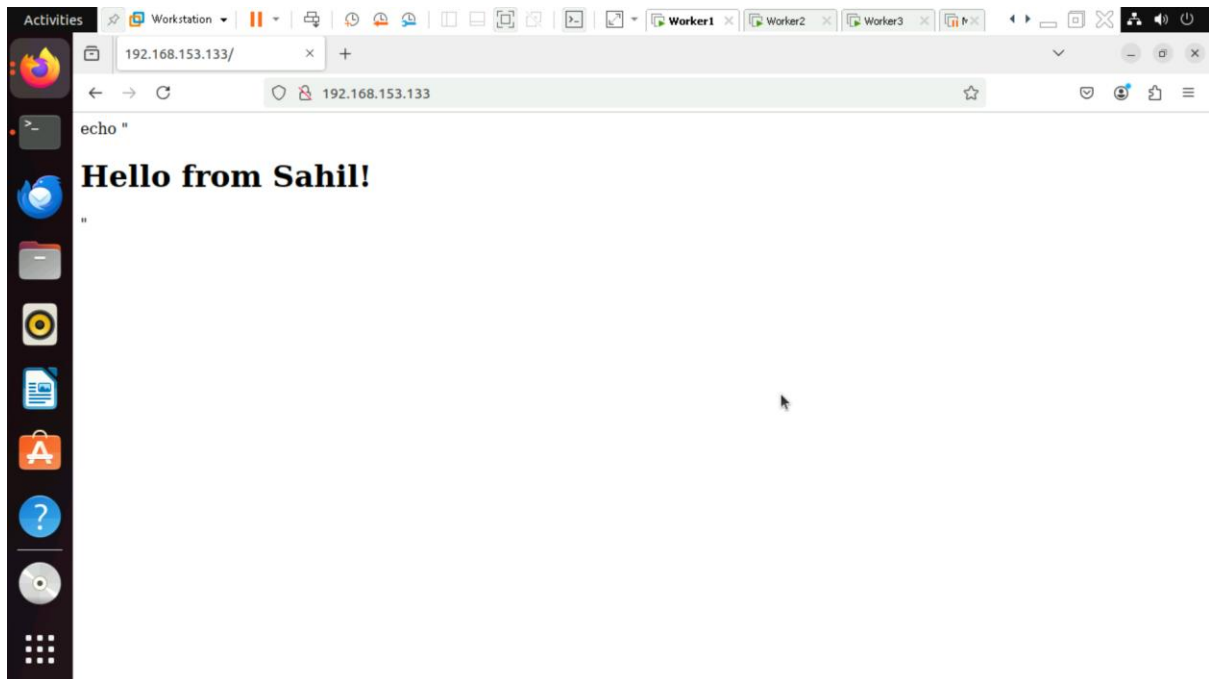 Activities Workstation Worker1 Worker2 Worker3
192.168.153.133/
192.168.153.133
echo "
Hello from Sahil!
"